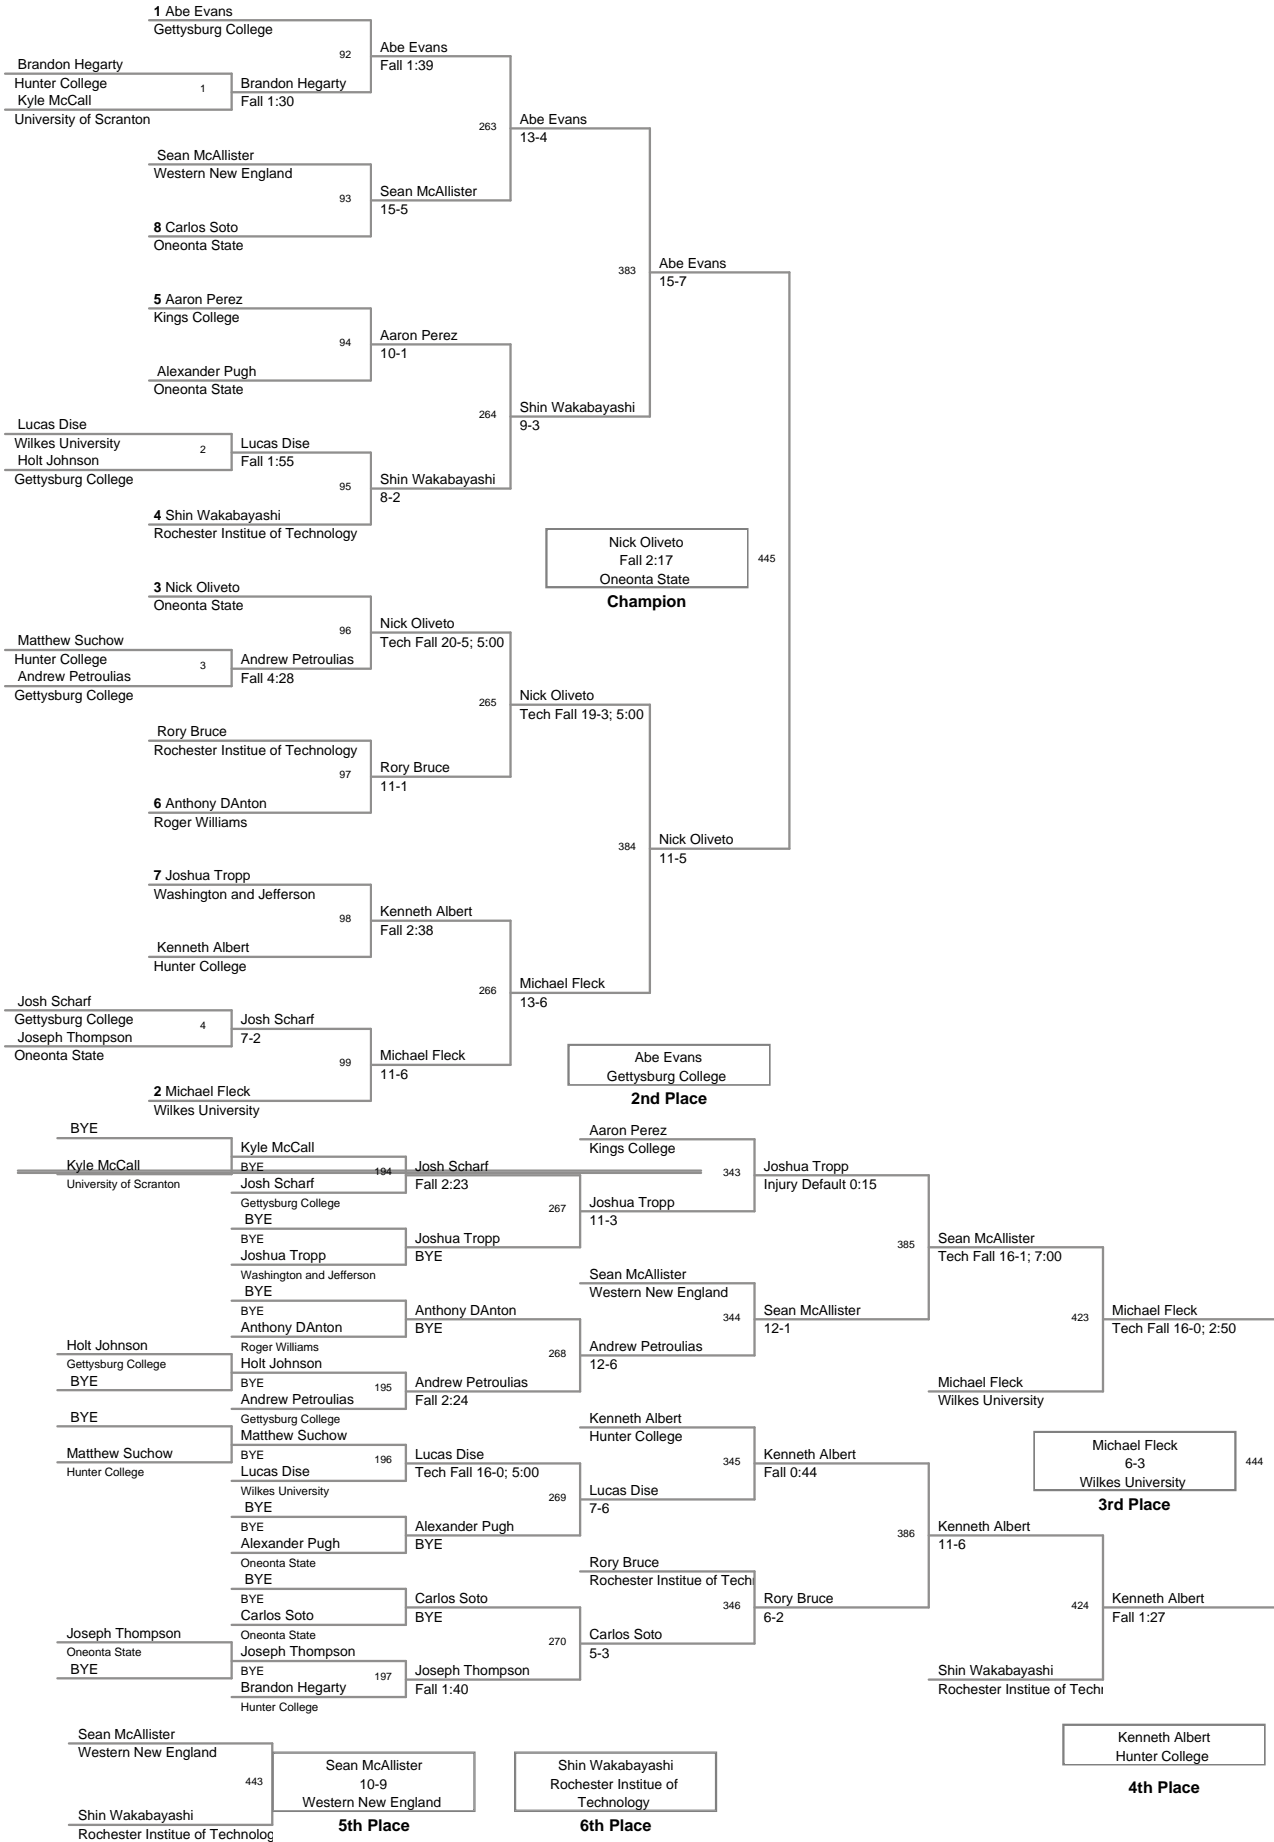 1 Abe Evans
Gettysburg College
92
Abe Evans
Fall 1:39
Brandon Hegarty
Hunter College
1
Kyle McCall
University of Scranton
Brandon Hegarty
Fall 1:30
263
Abe Evans
13-4
Sean McAllister
Western New England
93
Sean McAllister
15-5
8 Carlos Soto
Oneonta State
383
Abe Evans
15-7
5 Aaron Perez
Kings College
94
Aaron Perez
10-1
Alexander Pugh
Oneonta State
264
Shin Wakabayashi
9-3
Lucas Dise
Wilkes University
2
Holt Johnson
Gettysburg College
Lucas Dise
Fall 1:55
95
Shin Wakabayashi
8-2
4 Shin Wakabayashi
Rochester Institue of Technology
Nick Oliveto
Fall 2:17
Oneonta State
445
Champion
3 Nick Oliveto
Oneonta State
96
Nick Oliveto
Tech Fall 20-5; 5:00
Matthew Suchow
Hunter College
3
Andrew Petroulias
Gettysburg College
Andrew Petroulias
Fall 4:28
265
Nick Oliveto
Tech Fall 19-3; 5:00
Rory Bruce
Rochester Institue of Technology
97
Rory Bruce
11-1
6 Anthony DAnton
Roger Williams
384
Nick Oliveto
11-5
7 Joshua Tropp
Washington and Jefferson
98
Kenneth Albert
Fall 2:38
Kenneth Albert
Hunter College
266
Michael Fleck
13-6
Josh Scharf
Gettysburg College
4
Joseph Thompson
Oneonta State
Josh Scharf
7-2
99
Michael Fleck
11-6
2 Michael Fleck
Wilkes University
Abe Evans
Gettysburg College
2nd Place
BYE
Kyle McCall
University of Scranton
Kyle McCall
BYE
194
Josh Scharf
Gettysburg College
Josh Scharf
Fall 2:23
BYE
BYE
Joshua Tropp
Washington and Jefferson
Joshua Tropp
BYE
267
Joshua Tropp
11-3
Aaron Perez
Kings College
343
Joshua Tropp
Injury Default 0:15
BYE
BYE
Anthony DAnton
Roger Williams
Anthony DAnton
BYE
Holt Johnson
Gettysburg College
BYE
Holt Johnson
BYE
195
Andrew Petroulias
Gettysburg College
Andrew Petroulias
Fall 2:24
268
Andrew Petroulias
12-6
Sean McAllister
Western New England
344
Sean McAllister
12-1
385
Sean McAllister
Tech Fall 16-1; 7:00
423
Michael Fleck
Wilkes University
Michael Fleck
Tech Fall 16-0; 2:50
BYE
Matthew Suchow
Hunter College
Matthew Suchow
BYE
196
Lucas Dise
Wilkes University
Lucas Dise
Tech Fall 16-0; 5:00
BYE
BYE
Alexander Pugh
Oneonta State
Alexander Pugh
BYE
269
Lucas Dise
7-6
Kenneth Albert
Hunter College
345
Kenneth Albert
Fall 0:44
Michael Fleck
6-3
Wilkes University
444
3rd Place
BYE
BYE
Carlos Soto
Oneonta State
Carlos Soto
BYE
Joseph Thompson
Oneonta State
BYE
Joseph Thompson
BYE
197
Brandon Hegarty
Hunter College
Joseph Thompson
Fall 1:40
270
Carlos Soto
5-3
Rory Bruce
Rochester Institue of Tech
346
Rory Bruce
6-2
386
Kenneth Albert
11-6
424
Shin Wakabayashi
Rochester Institue of Tech
Kenneth Albert
Fall 1:27
Kenneth Albert
Hunter College
4th Place
Sean McAllister
Western New England
443
Shin Wakabayashi
Rochester Institue of Technolog
Sean McAllister
10-9
Western New England
5th Place
Shin Wakabayashi
Rochester Institue of
Technology
6th Place